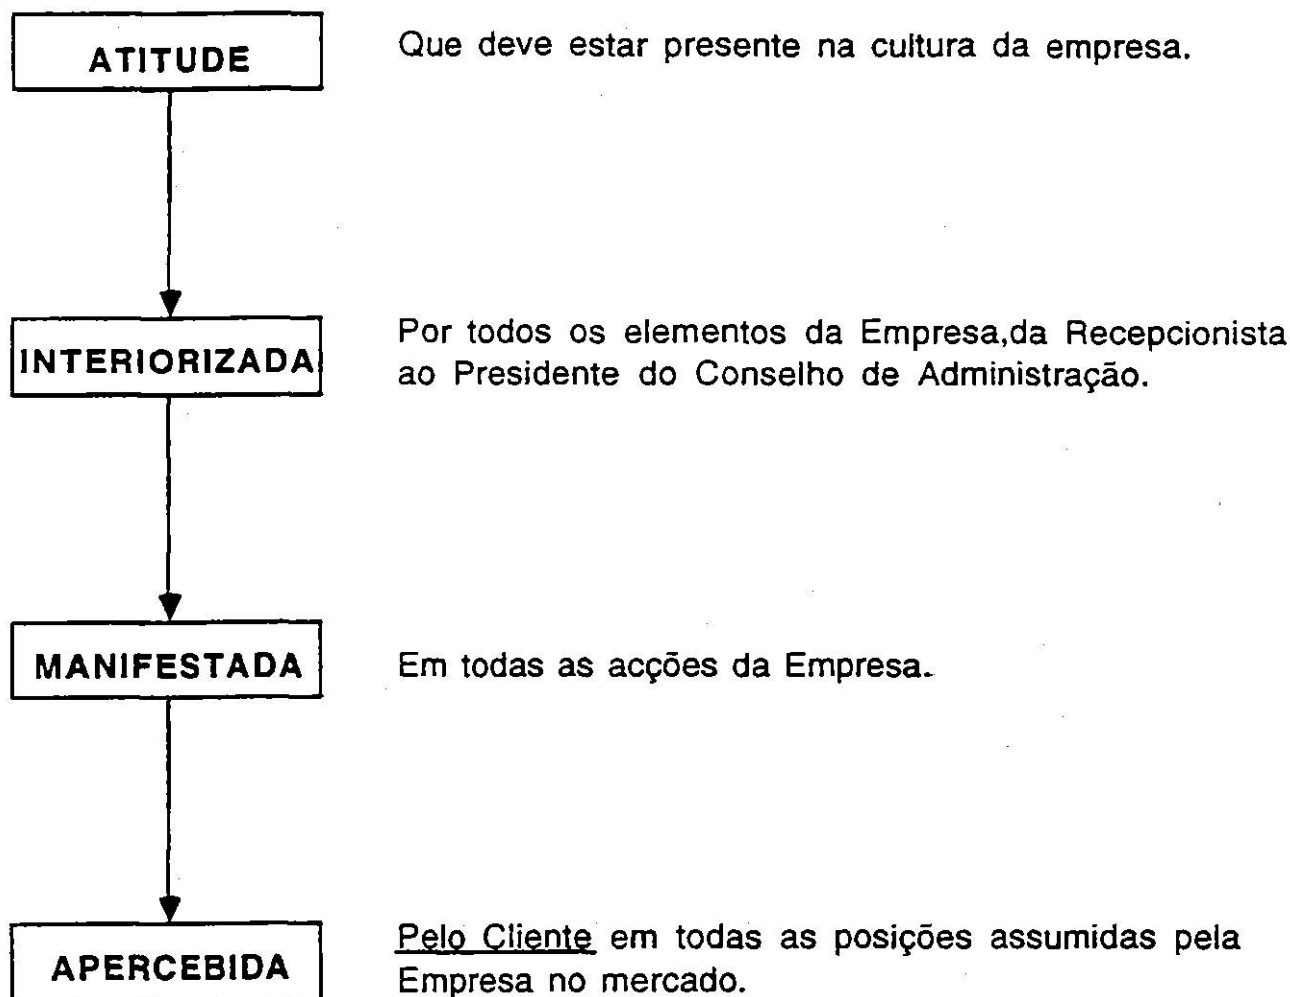 ATITUDE
Que deve estar presente na cultura da empresa.
INTERIORIZADA
Por todos os elementos da Empresa,da Recepcionista
ao Presidente do Conselho de Administração.
MANIFESTADA
Em todas as acções da Empresa.
APERCEBIDA
Pelo Cliente em todas as posições assumidas pela
Empresa no mercado.